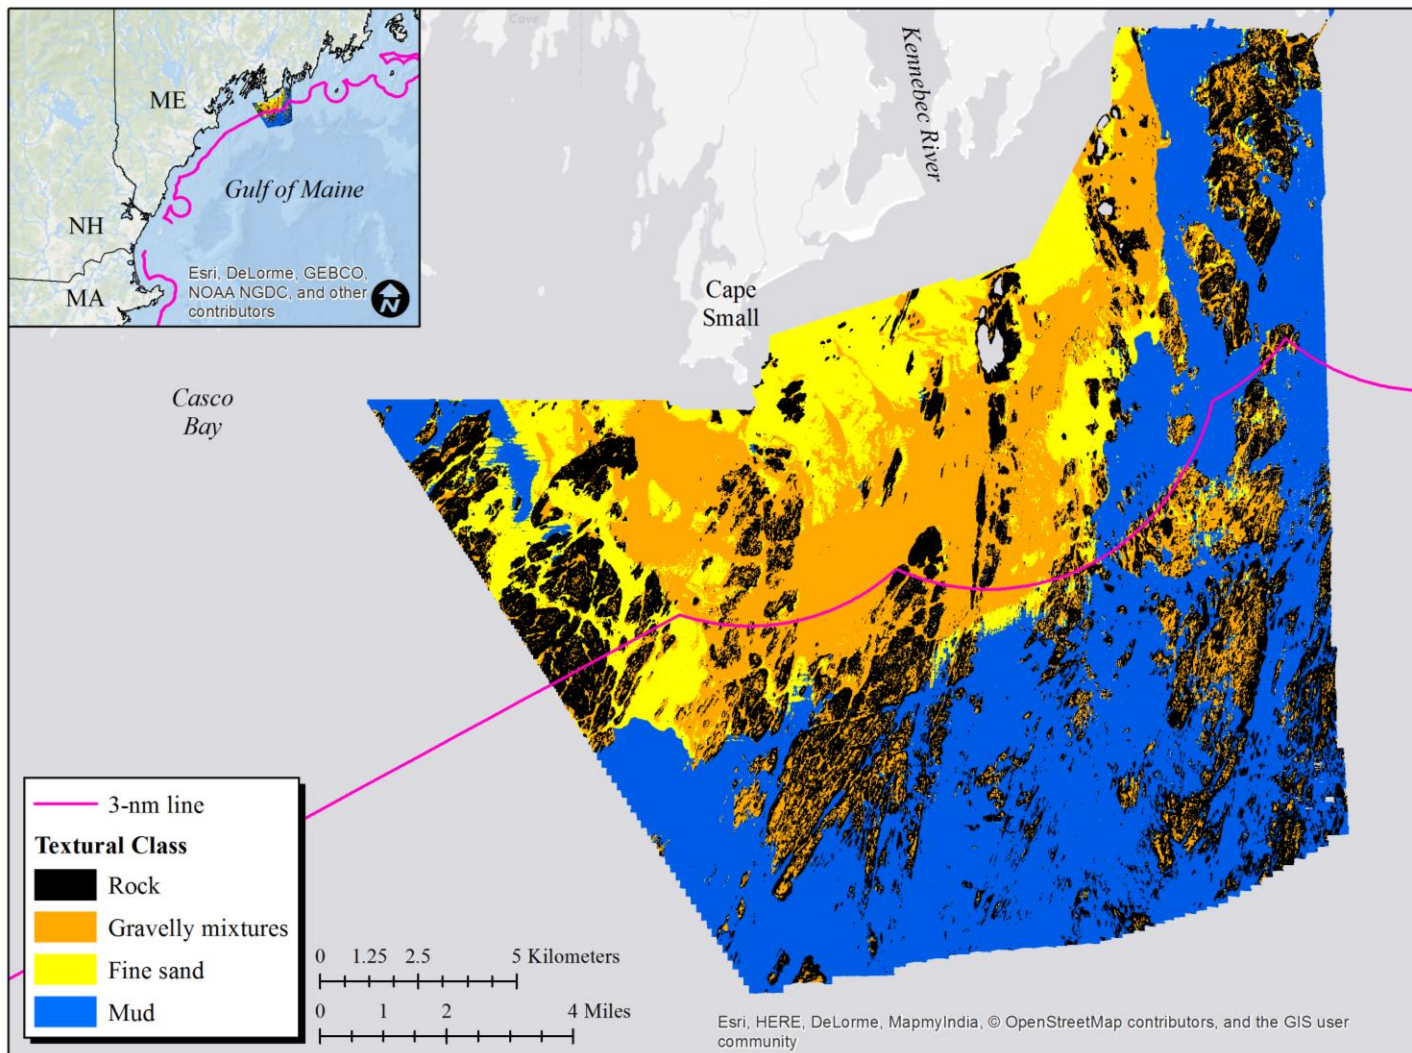 Cove
Kennebec River
ME
Gulf of Maine
NH
MA
Esri, DeLorme, GEBCO,
NOAA NGDC, and other
contributors
N
Cape
Small
Casco
Bay
3-nm line
Textural Class
Rock
Gravelly mixtures
Fine sand
Mud
0 1.25 2.5 5 Kilometers
0 1 2 4 Miles
Esri, HERE, DeLorme, MapmyIndia, © OpenStreetMap contributors, and the GIS user
community